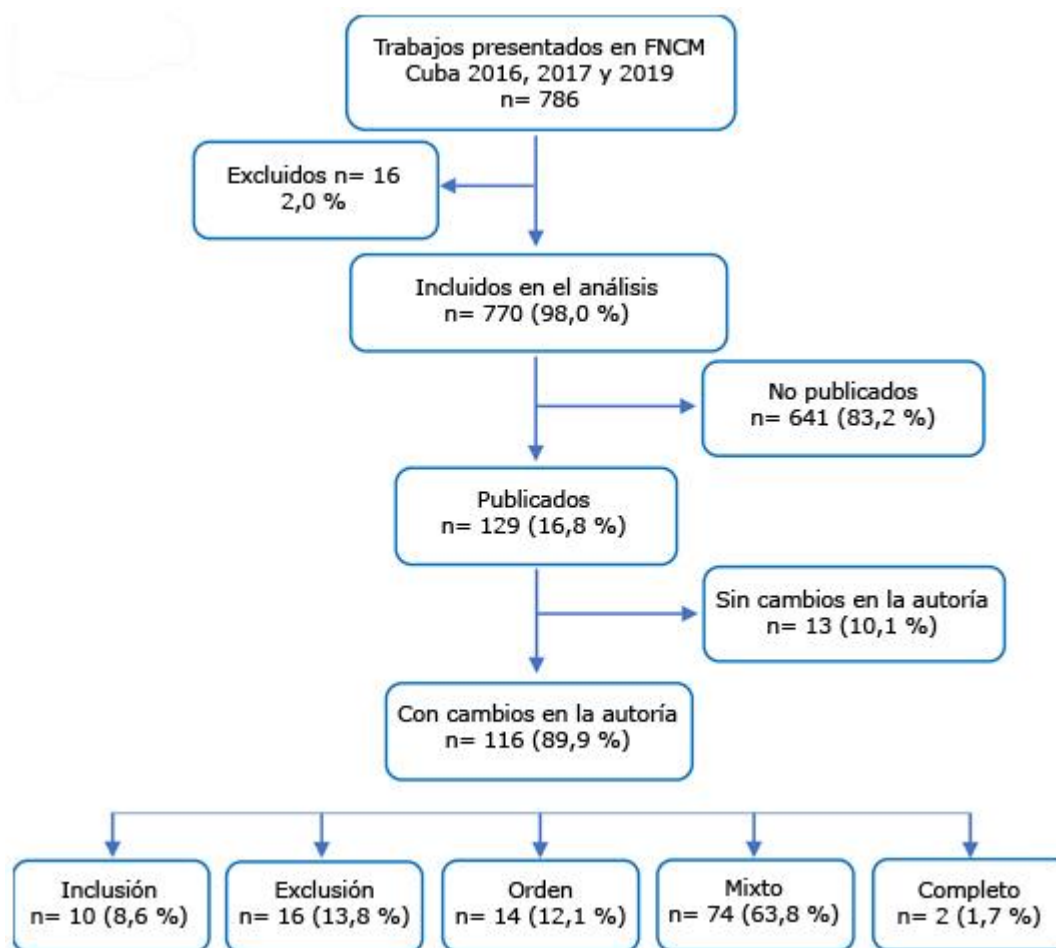 Trabajos presentados en FNCM
Cuba 2016, 2017 y 2019
n= 786
Excluidos n= 16
2,0 %
Incluidos en el análisis
n= 770 (98,0 %)
No publicados
n= 641 (83,2 %)
Publicados
n= 129 (16,8 %)
Sin cambios en la autoría
n= 13 (10,1 %)
Con cambios en la autoría
n= 116 (89,9 %)
Inclusión
n= 10 (8,6 %)
Exclusión
n= 16 (13,8 %)
Orden
n= 14 (12,1 %)
Mixto
n= 74 (63,8 %)
Completo
n= 2 (1,7 %)